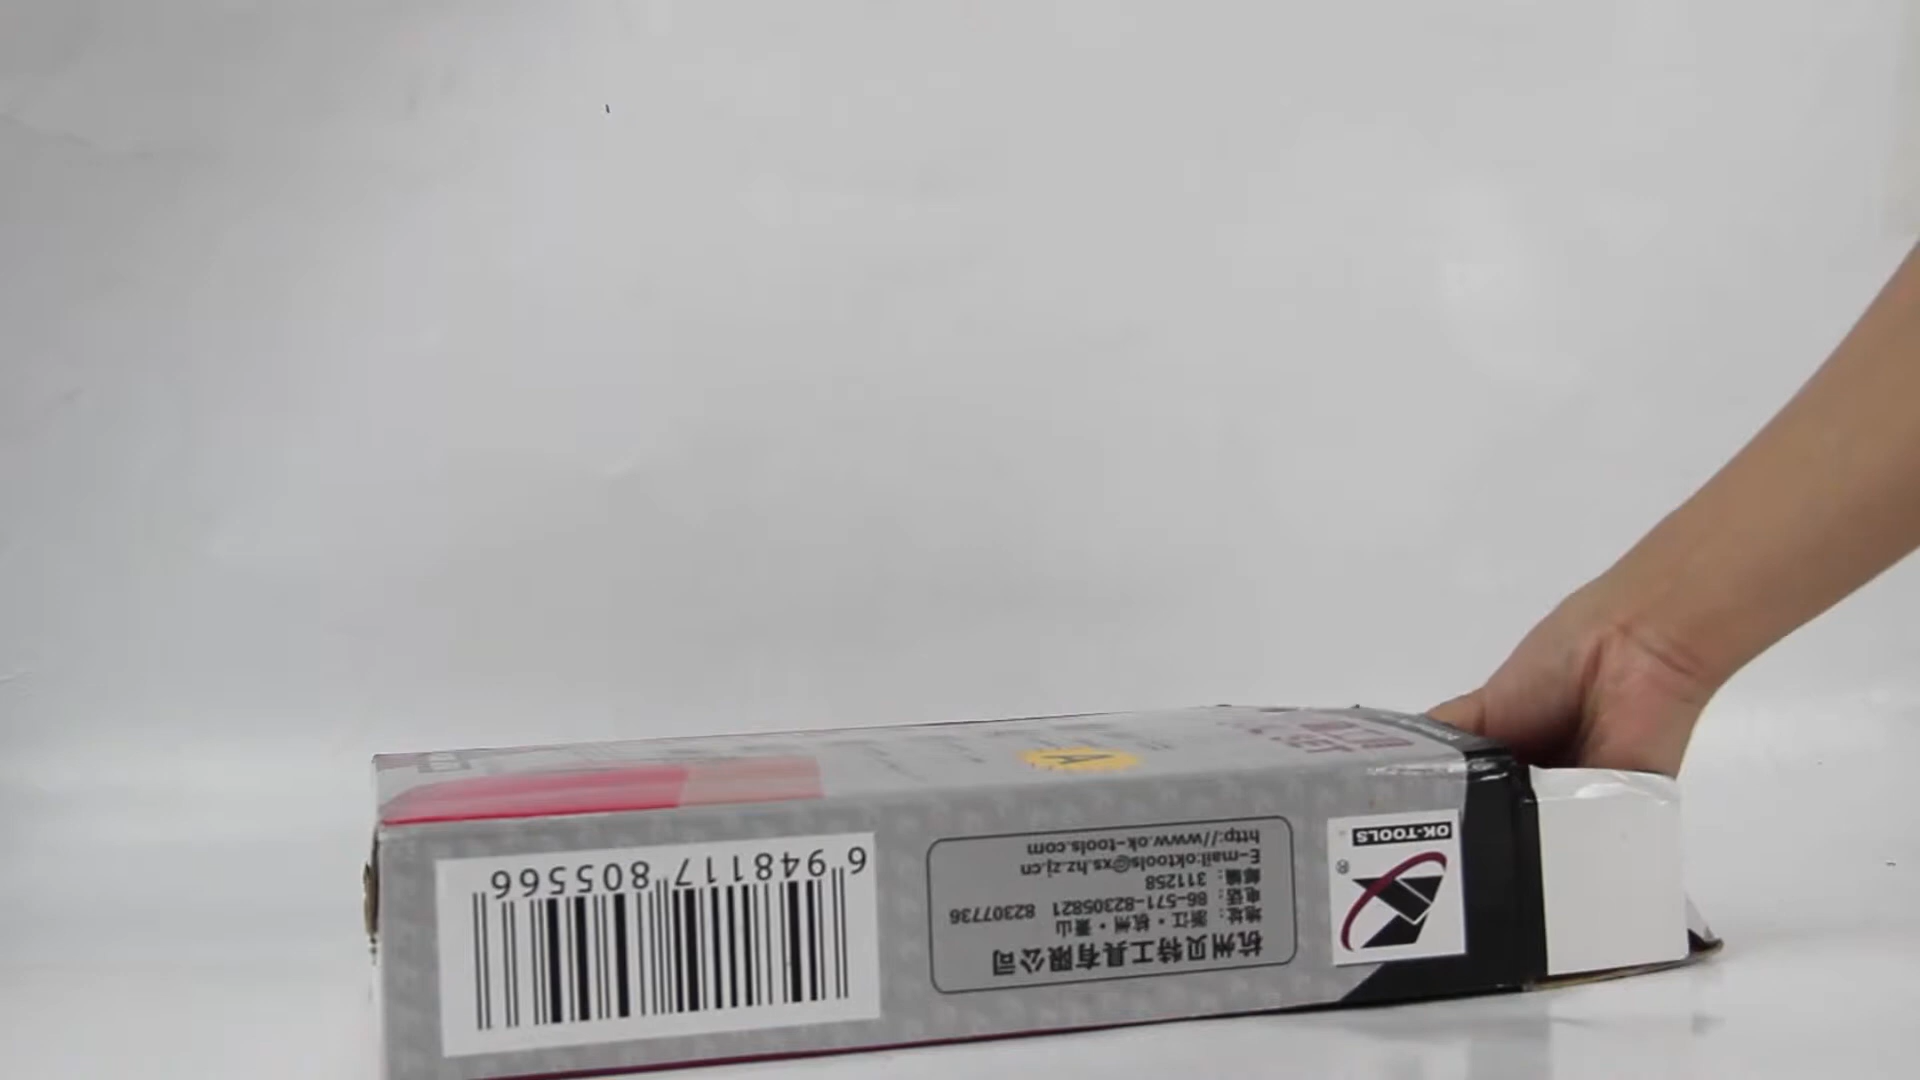 OK-TOOLS
®
杭州贝特工具有限公司
地址：浙江·杭州·萧山
电话：86-571-82305821 82307736
邮编：311258
E-mail:oktools@xs.hz.zj.cn
http://www.ok-tools.com
6 948117 805566
A